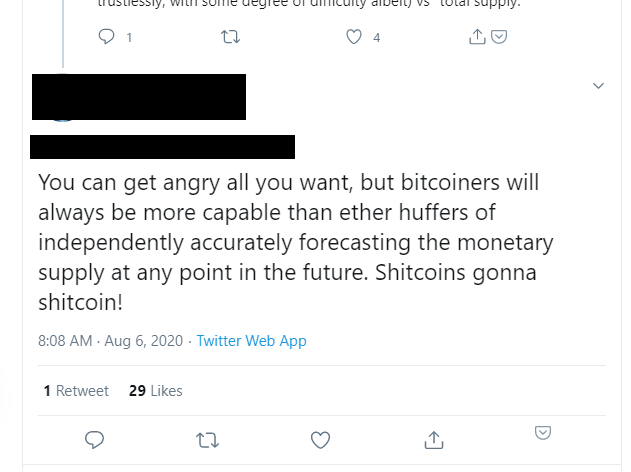 trustlessly, with some degree of difficulty albeit) vs "total supply."
1 4
You can get angry all you want, but bitcoiners will
always be more capable than ether huffers of
independently accurately forecasting the monetary
supply at any point in the future. Shitcoins gonna
shitcoin!
8:08 AM · Aug 6, 2020 · Twitter Web App
1 Retweet 29 Likes